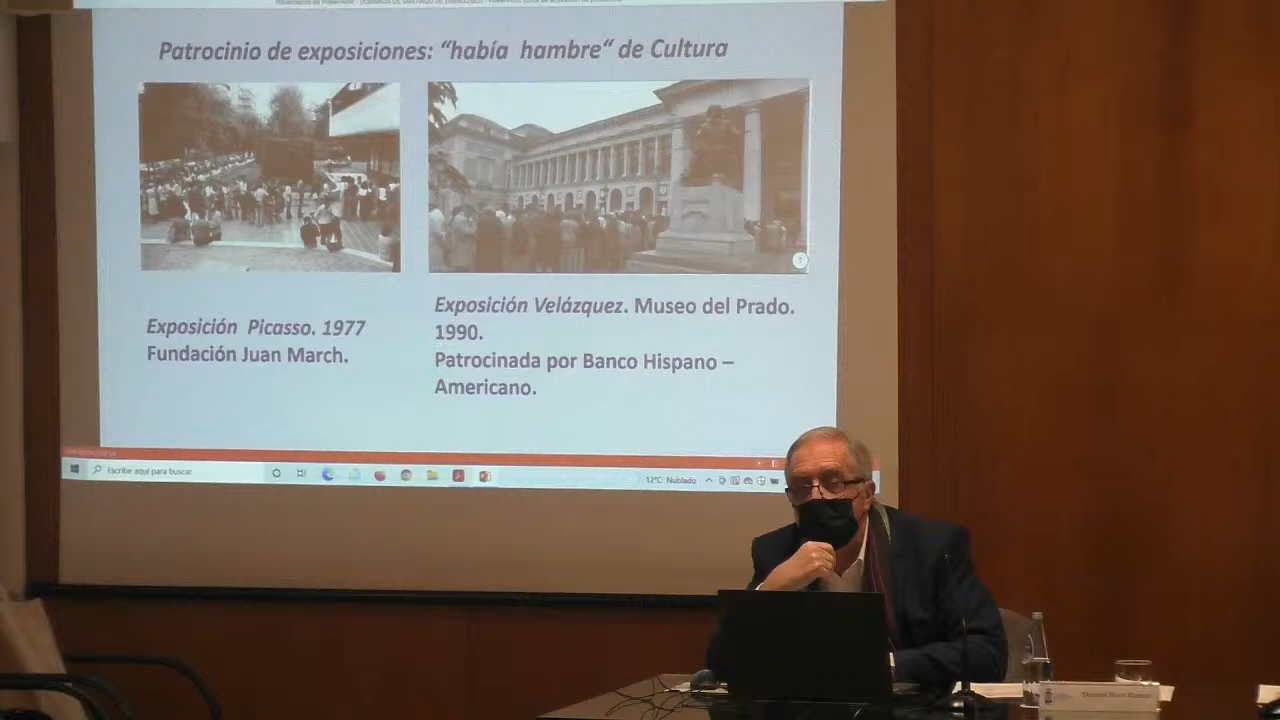 Patrocinio de exposiciones: “había hambre“ de Cultura
Exposición Picasso. 1977
Fundación Juan March.
Exposición Velázquez. Museo del Prado.
1990.
Patrocinada por Banco Hispano –
Americano.
Escribe aquí para buscar
12°C Nublado